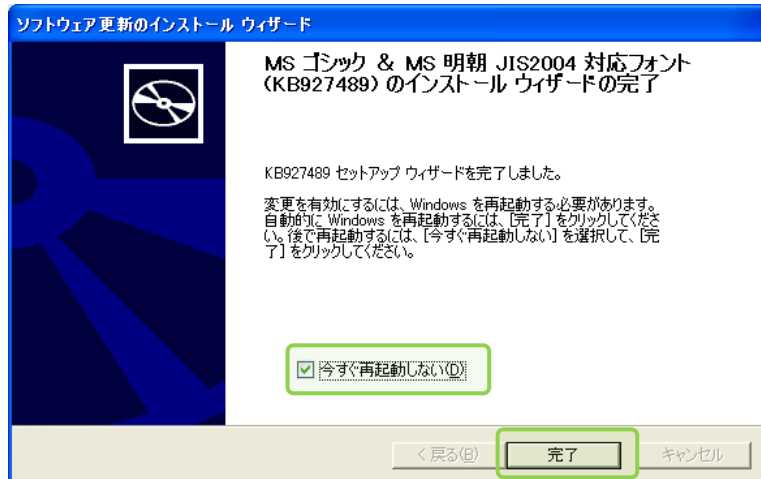 ソフトウェア更新のインストール ウィザード
MS ゴシック & MS 明朝 JIS2004 対応フォント
(KB927489) のインストール ウィザードの完了
KB927489 セットアップ ウィザードを完了しました。
変更を有効にするには、Windows を再起動する必要があります。
自動的に Windows を再起動するには、[完了] をクリックしてくださ
い。後で再起動するには、[今すぐ再起動しない] を選択して、[完
了] をクリックしてください。
今すぐ再起動しない(D)
< 戻る(B)
完了
キャンセル